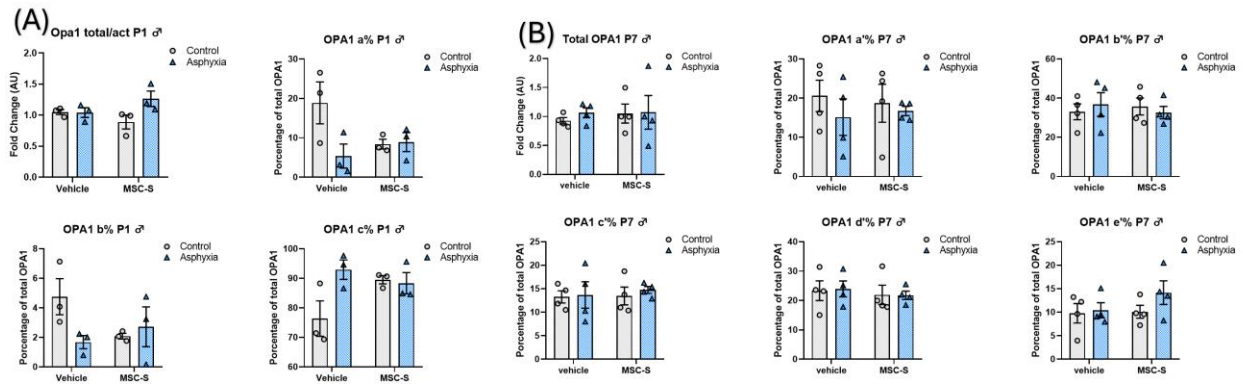 (A)
Opa1 total/act P1 ♂
Fold Change (AU)
2.0
1.5
1.0
0.5
0.0
Vehicle
MSC-S
Control
Asphyxia
OPA1 a% P1 ♂
Percentage of total OPA1
30
20
10
0
Vehicle
MSC-S
Control
Asphyxia
OPA1 b% P1 ♂
Percentage of total OPA1
8
6
4
2
0
Vehicle
MSC-S
Control
Asphyxia
OPA1 c% P1 ♂
Percentage of total OPA1
100
90
80
70
60
Vehicle
MSC-S
Control
Asphyxia
(B)
Total OPA1 P7 ♂
Fold Change (AU)
2.0
1.5
1.0
0.5
0.0
vehicle
MSC-S
Control
Asphyxia
OPA1 a'% P7 ♂
Percentage of total OPA1
40
30
20
10
0
vehicle
MSC-S
Control
Asphyxia
OPA1 b'% P7 ♂
Percentage of total OPA1
60
40
20
0
vehicle
MSC-S
Control
Asphyxia
OPA1 c'% P7 ♂
Percentage of total OPA1
25
20
15
10
5
0
vehicle
MSC-S
Control
Asphyxia
OPA1 d'% P7 ♂
Percentage of total OPA1
40
30
20
10
0
vehicle
MSC-S
Control
Asphyxia
OPA1 e'% P7 ♂
Percentage of total OPA1
25
20
15
10
5
0
vehicle
MSC-S
Control
Asphyxia